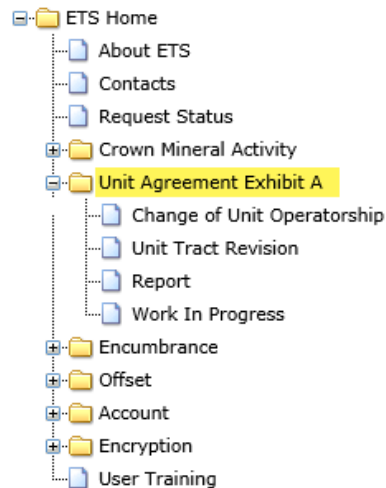 ETS Home
About ETS
Contacts
Request Status
Crown Mineral Activity
Unit Agreement Exhibit A
Change of Unit Operatorship
Unit Tract Revision
Report
Work In Progress
Encumbrance
Offset
Account
Encryption
User Training